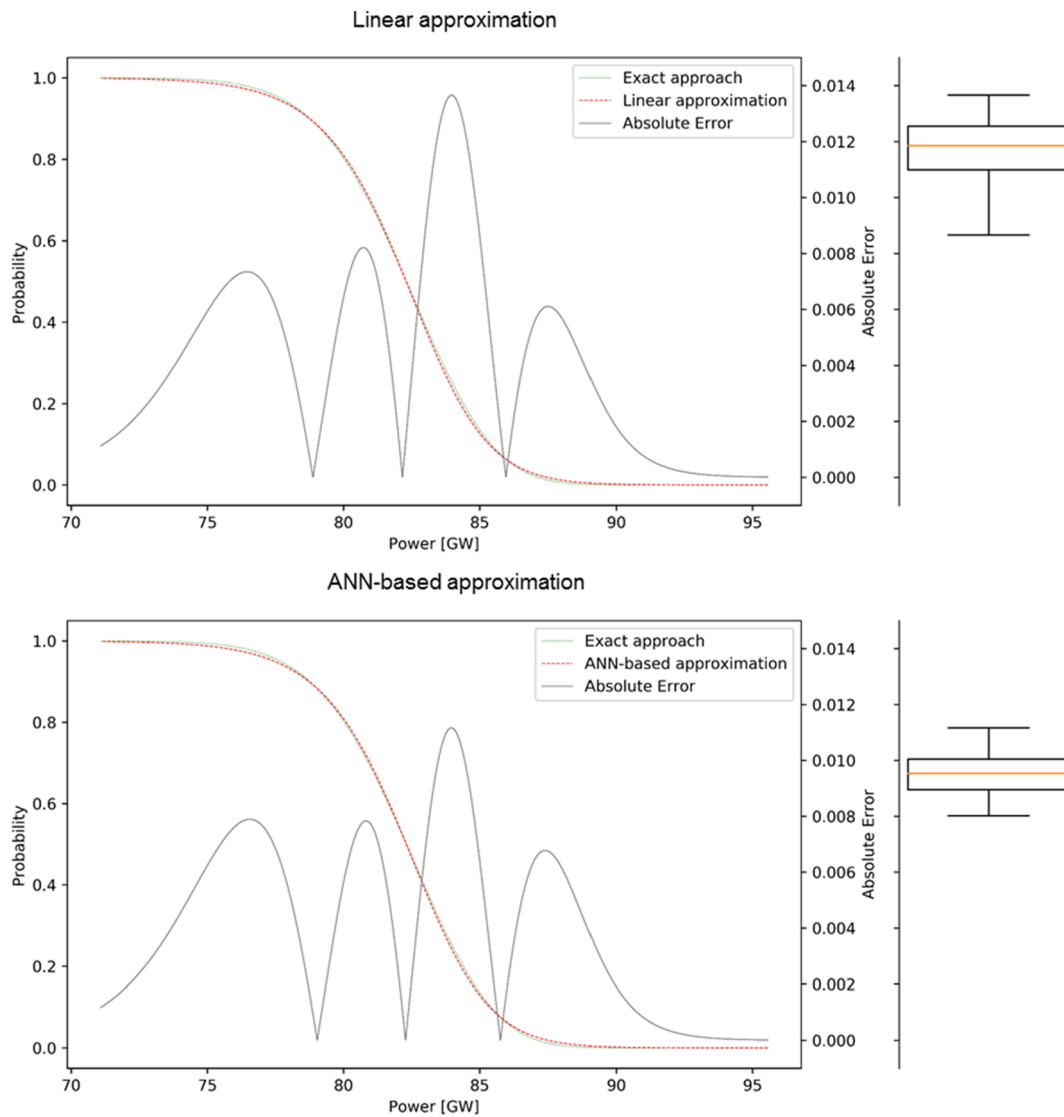 Linear approximation
Exact approach
Linear approximation
Absolute Error
1.0
0.8
0.6
0.4
0.2
0.0
Probability
70
75
80
85
90
95
Power [GW]
0.014
0.012
0.010
0.008
0.006
0.004
0.002
0.000
Absolute Error
ANN-based approximation
Exact approach
ANN-based approximation
Absolute Error
1.0
0.8
0.6
0.4
0.2
0.0
Probability
70
75
80
85
90
95
Power [GW]
0.014
0.012
0.010
0.008
0.006
0.004
0.002
0.000
Absolute Error